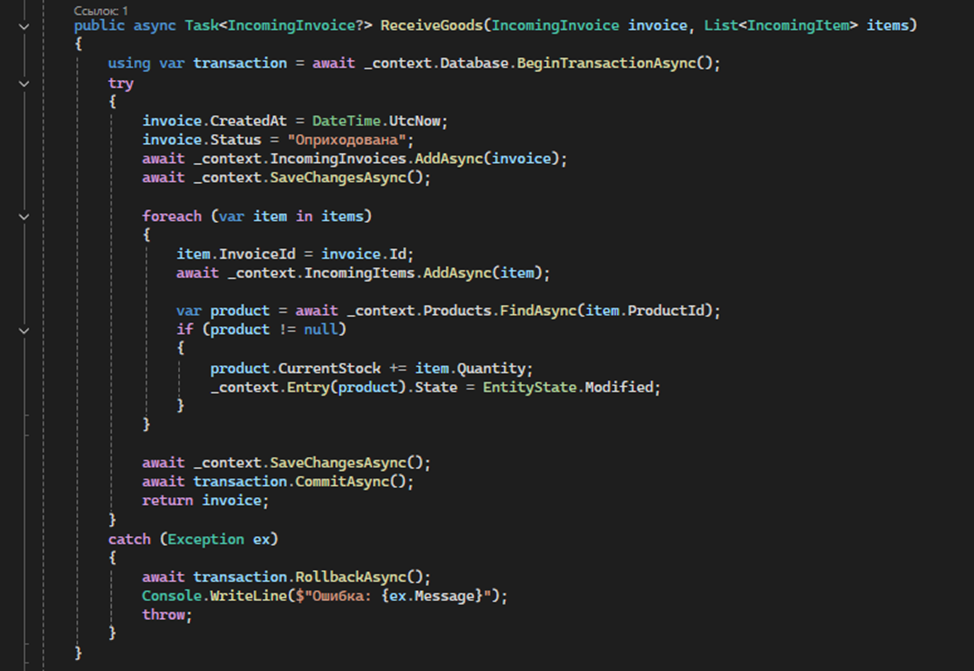 Ссылок: 1
public async Task<IncomingInvoice?> ReceiveGoods(IncomingInvoice invoice, List<IncomingItem> items)
{
    using var transaction = await _context.Database.BeginTransactionAsync();
    try
    {
        invoice.CreatedAt = DateTime.UtcNow;
        invoice.Status = "Оприходована";
        await _context.IncomingInvoices.AddAsync(invoice);
        await _context.SaveChangesAsync();

        foreach (var item in items)
        {
            item.InvoiceId = invoice.Id;
            await _context.IncomingItems.AddAsync(item);

            var product = await _context.Products.FindAsync(item.ProductId);
            if (product != null)
            {
                product.CurrentStock += item.Quantity;
                _context.Entry(product).State = EntityState.Modified;
            }
        }

        await _context.SaveChangesAsync();
        await transaction.CommitAsync();
        return invoice;
    }
    catch (Exception ex)
    {
        await transaction.RollbackAsync();
        Console.WriteLine($"Ошибка: {ex.Message}");
        throw;
    }
}